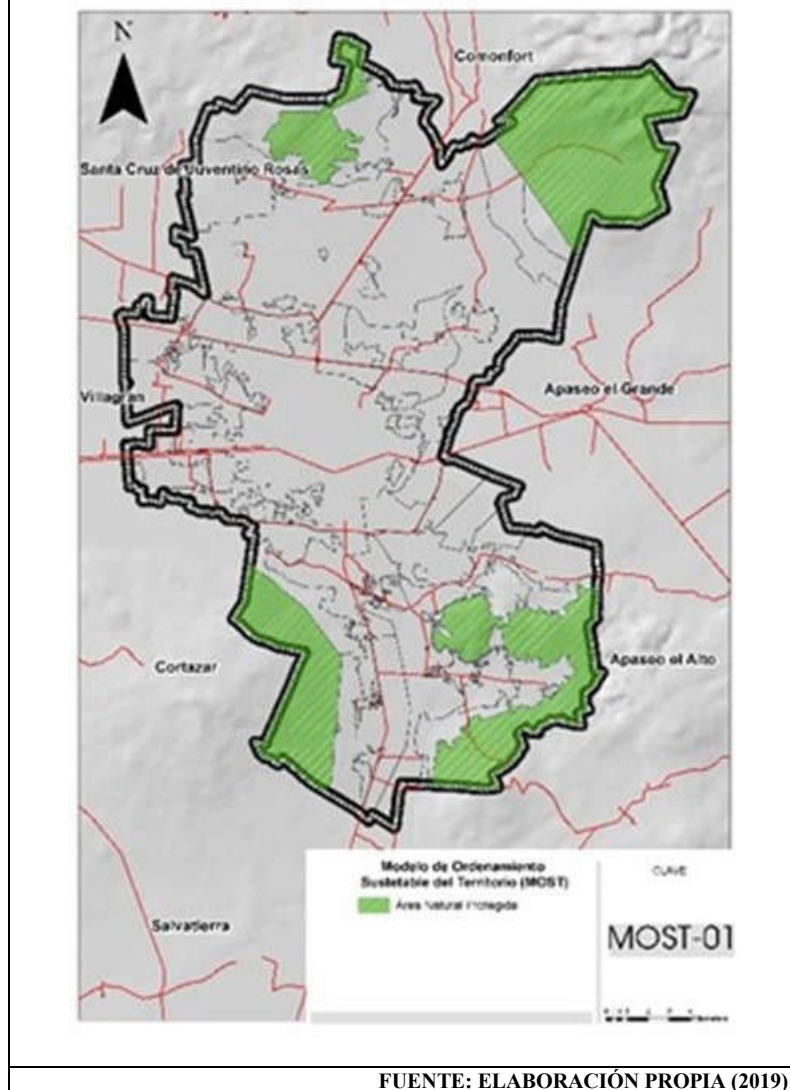 N
Comonfort
Santa Cruz de Juventino Rosas
Apaseo el Grande
Villagran
Cortazar
Apaseo el Alto
Salvatierra
Modelo de Ordenamiento
Sustetable del Territorio (MOST)
Área Natural Protegida
CLAVE
MOST-01
FUENTE: ELABORACIÓN PROPIA (2019)